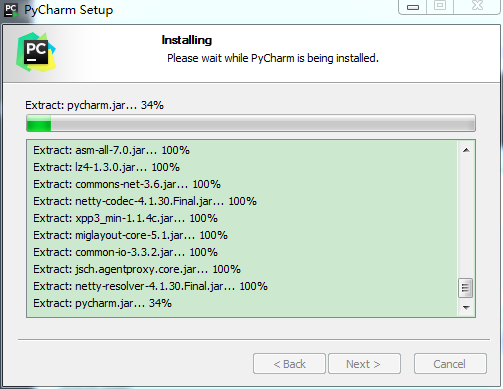 PyCharm Setup
PC
Installing
Please wait while PyCharm is being installed.
Extract: pycharm.jar... 34%
Extract: asm-all-7.0.jar... 100%
Extract: lz4-1.3.0.jar... 100%
Extract: commons-net-3.6.jar... 100%
Extract: netty-codec-4.1.30.Final.jar... 100%
Extract: xpp3_min-1.1.4c.jar... 100%
Extract: miglayout-core-5.1.jar... 100%
Extract: common-io-3.3.2.jar... 100%
Extract: jsch.agentproxy.core.jar... 100%
Extract: netty-resolver-4.1.30.Final.jar... 100%
Extract: pycharm.jar... 34%
< Back Next > Cancel